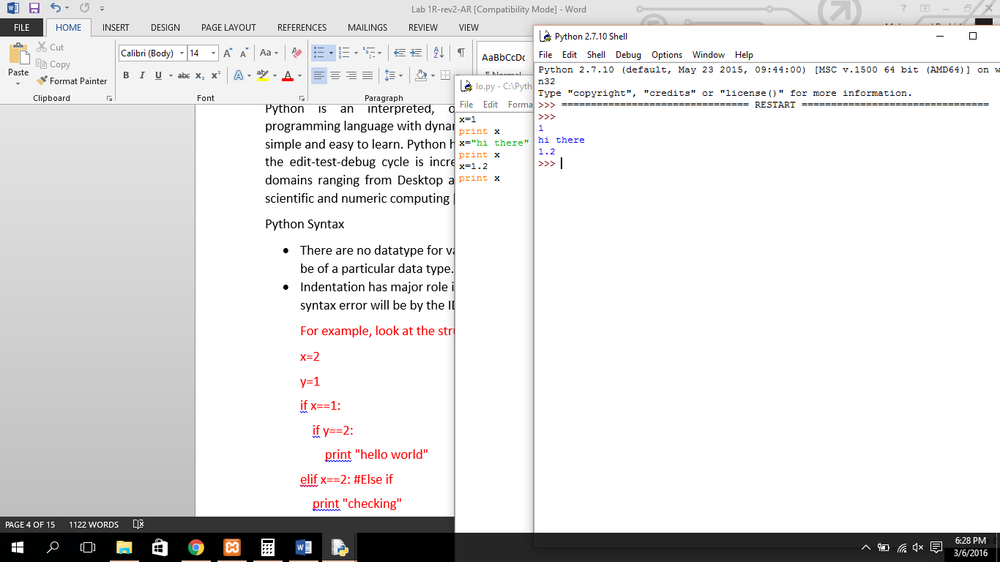 Lab 1R-rev2-AR [Compatibility Mode] - Word
FILE HOME INSERT DESIGN PAGE LAYOUT REFERENCES MAILINGS REVIEW VIEW
Paste
Cut
Copy
Format Painter
Clipboard
Calibri (Body) 14
Font
Paragraph
AaBbCcDc
¶ Normal
Python is an interpreted,
programming language with
simple and easy to learn. Python
the edit-test-debug cycle is
domains ranging from Desktop
scientific and numeric computing
Python Syntax
• There are no datatype for
be of a particular data type.
• Indentation has major role
syntax error will be by the
For example, look at the
x=2
y=1
if x==1:
if y==2:
print "hello world"
elif x==2: #Else if
print "checking"
PAGE 4 OF 15 1122 WORDS
lo.py - C:\Pyth
File Edit Forma
x=1
print x
x="hi there"
print x
x=1.2
print x
Python 2.7.10 Shell
File Edit Shell Debug Options Window Help
Python 2.7.10 (default, May 23 2015, 09:44:00) [MSC v.1500 64 bit (AMD64)] on w
n32
Type "copyright", "credits" or "license()" for more information.
>>> ================================ RESTART ================================
>>>
1
hi there
1.2
>>>
6:28 PM
3/6/2016